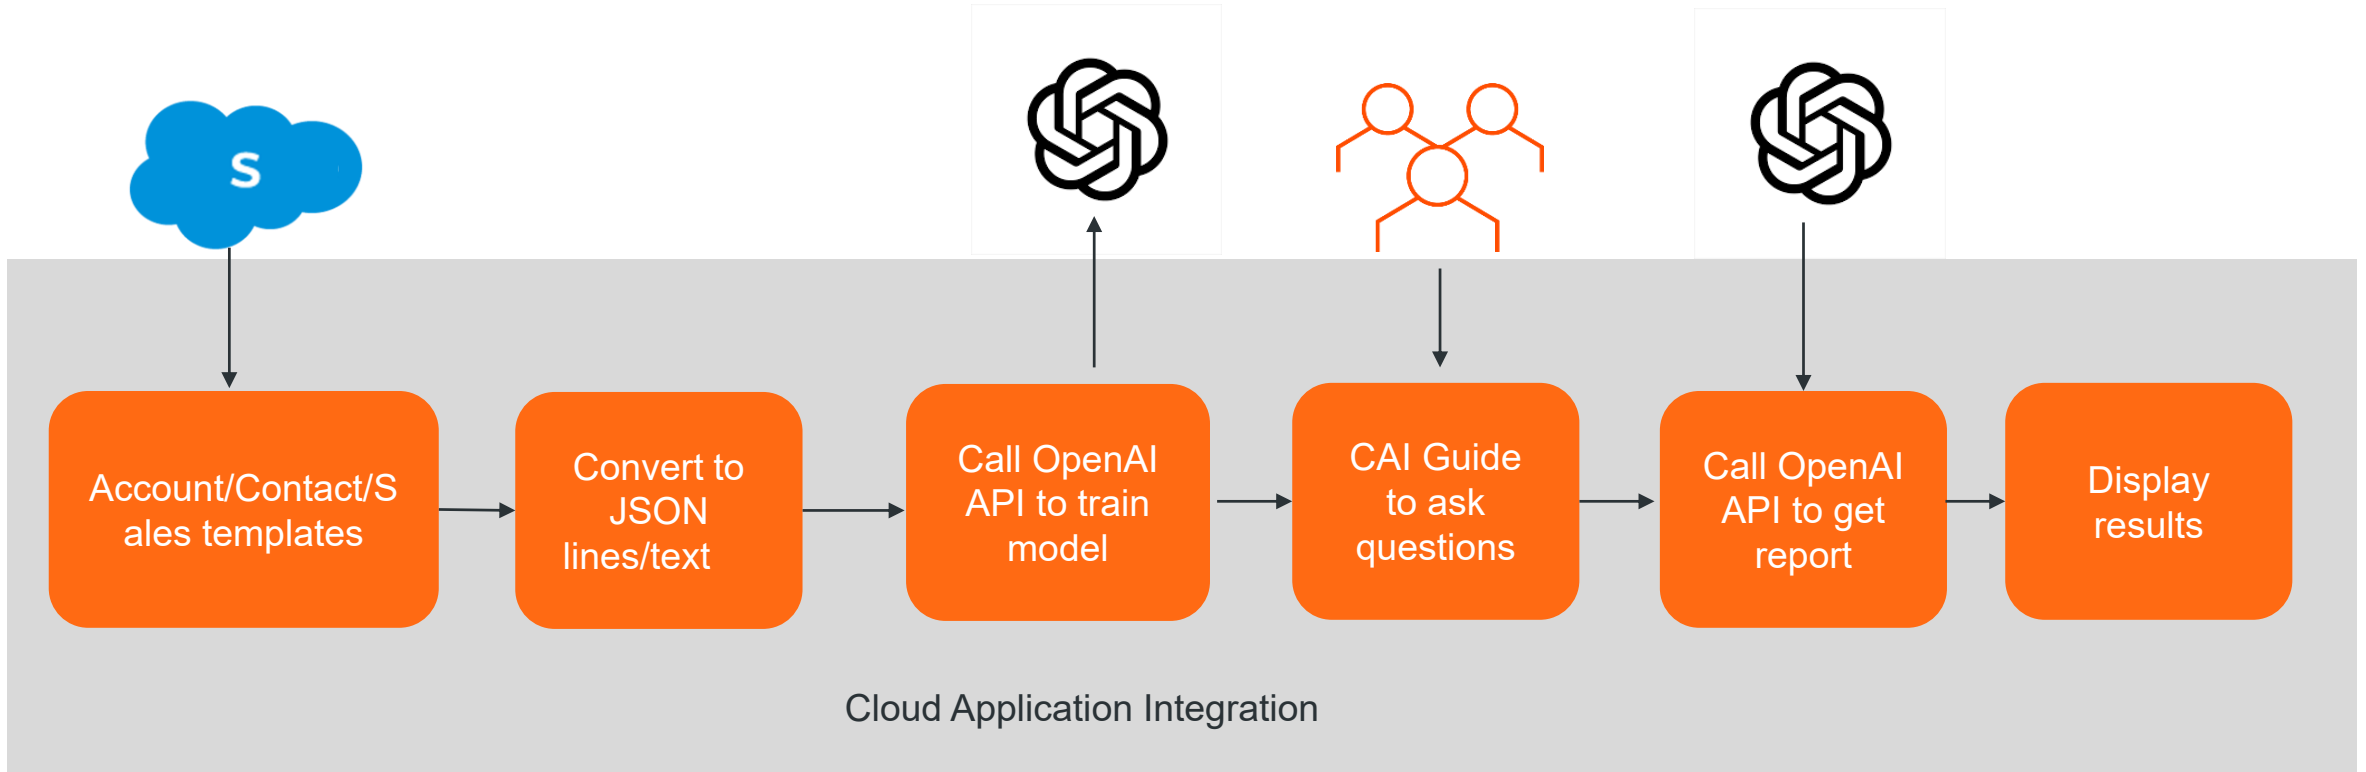 S
Account/Contact/S
ales templates
Convert to
JSON
lines/text
Call OpenAI
API to train
model
CAI Guide
to ask
questions
Call OpenAI
API to get
report
Display
results
Cloud Application Integration